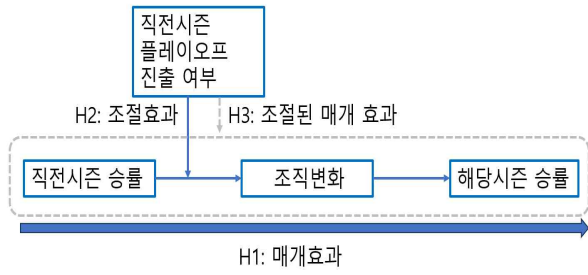 직전시즌
플레이오프
진출 여부
H2: 조절효과
H3: 조절된 매개 효과
직전시즌 승률
조직변화
해당시즌 승률
H1: 매개효과